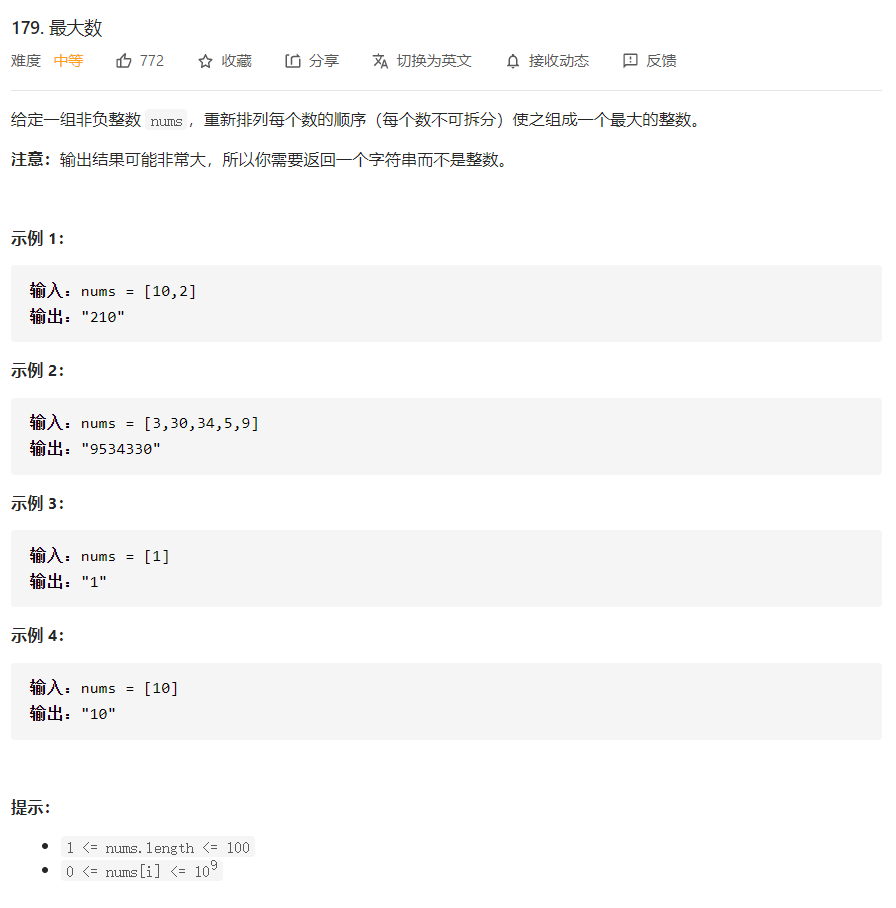 179. 最大数
难度 中等 772 收藏 分享 切换为英文 接收动态 反馈
给定一组非负整数 nums，重新排列每个数的顺序（每个数不可拆分）使之组成一个最大的整数。
注意：输出结果可能非常大，所以你需要返回一个字符串而不是整数。
示例 1：
输入：nums = [10,2]
输出："210"
示例 2：
输入：nums = [3,30,34,5,9]
输出："9534330"
示例 3：
输入：nums = [1]
输出："1"
示例 4：
输入：nums = [10]
输出："10"
提示：
1 <= nums.length <= 100
0 <= nums[i] <= 10⁹